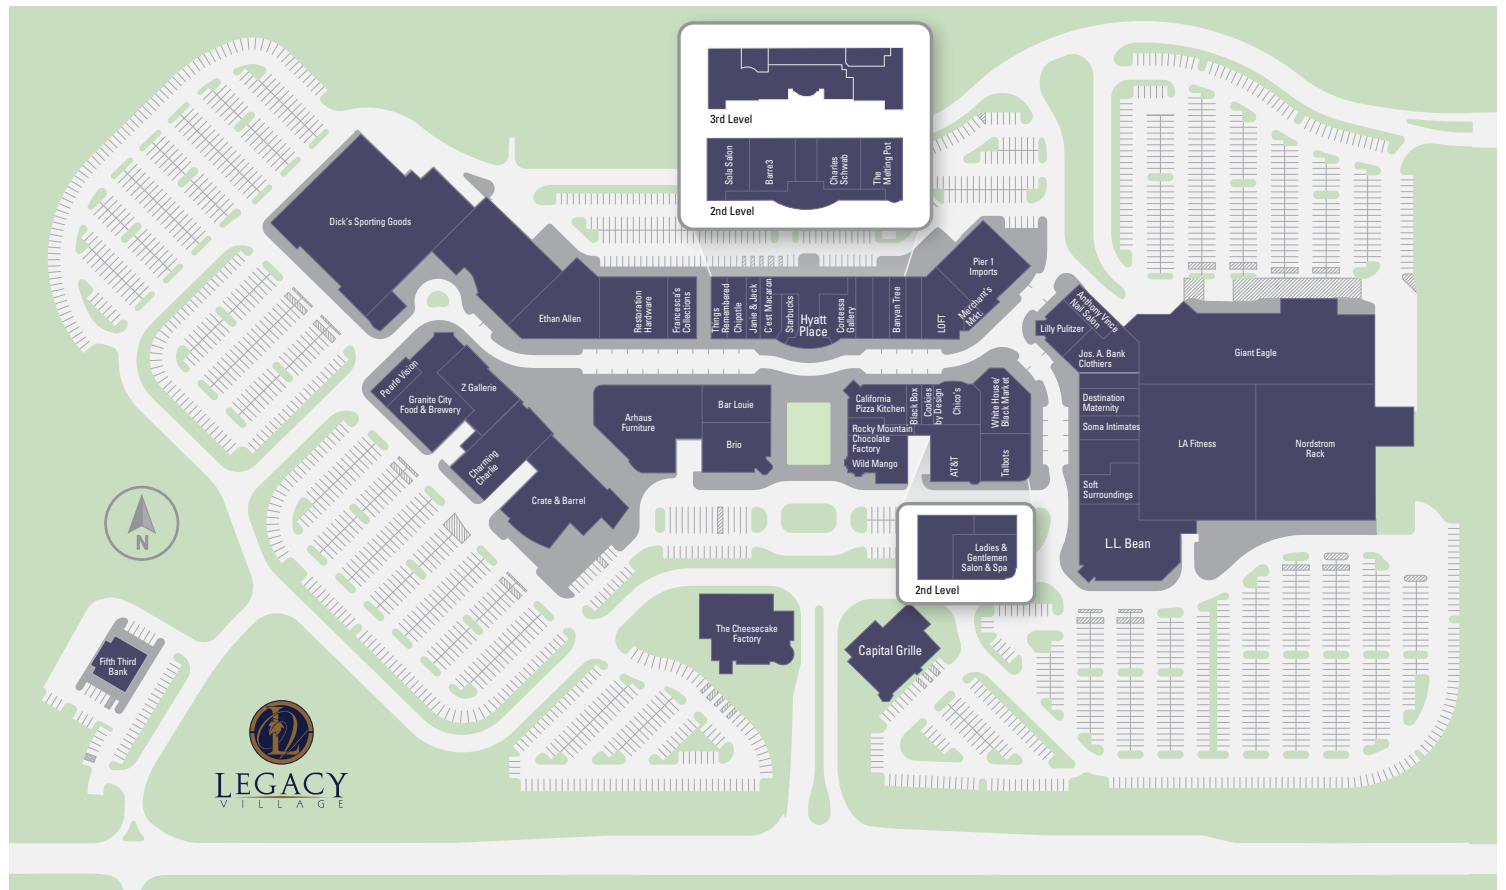 3rd Level
Sola Salon
Barre3
Charles
Schwab
The
Melting Pot
2nd Level
Dick's Sporting Goods
Ethan Allen
Restoration
Hardware
Francesca's
Collections
Things
Remembered
Chipotle
Janie & Jack
C'est Macaron
Starbucks
Hyatt
Place
Contessa
Gallery
Banyan Tree
LOFT
Merchant's
Mrkt.
Pier 1
Imports
Anthony Vince
Nail Salon
Lilly Pulitzer
Jos. A. Bank
Clothiers
Giant Eagle
Destination
Maternity
Soma Intimates
LA Fitness
Nordstrom
Rack
Soft
Surroundings
L.L. Bean
Pearle Vision
Z Gallerie
Granite City
Food & Brewery
Charming
Charlie
Crate & Barrel
Arhaus
Furniture
Bar Louie
Brio
California
Pizza Kitchen
Black Box
Cookies
by Design
Chico's
White House/
Black Market
Rocky Mountain
Chocolate
Factory
Wild Mango
AT&T
Talbots
Ladies &
Gentlemen
Salon & Spa
2nd Level
N
The Cheesecake
Factory
Capital Grille
Fifth Third
Bank
LV
LEGACY
VILLAGE